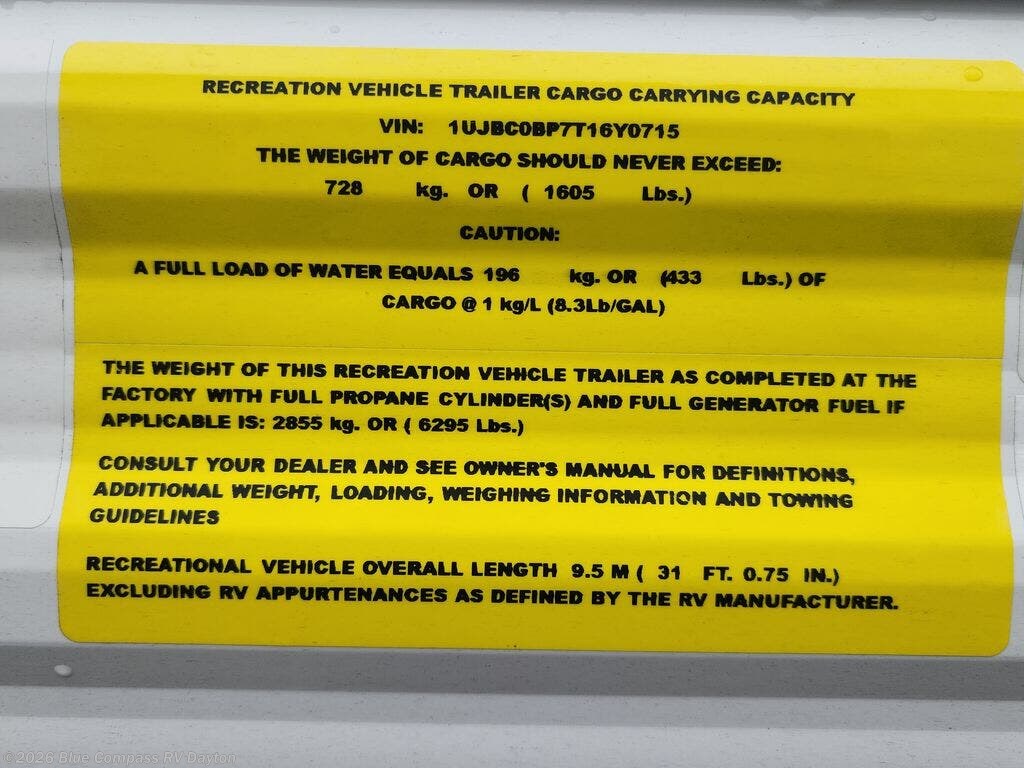 RECREATION VEHICLE TRAILER CARGO CARRYING CAPACITY
VIN: 1UJBC0BP7T16Y0715
THE WEIGHT OF CARGO SHOULD NEVER EXCEED:
728 kg. OR ( 1605 Lbs.)
CAUTION:
A FULL LOAD OF WATER EQUALS 196 kg. OR (433 Lbs.) OF
CARGO @ 1 kg/L (8.3Lb/GAL)
THE WEIGHT OF THIS RECREATION VEHICLE TRAILER AS COMPLETED AT THE
FACTORY WITH FULL PROPANE CYLINDER(S) AND FULL GENERATOR FUEL IF
APPLICABLE IS: 2855 kg. OR ( 6295 Lbs.)
CONSULT YOUR DEALER AND SEE OWNER'S MANUAL FOR DEFINITIONS,
ADDITIONAL WEIGHT, LOADING, WEIGHING INFORMATION AND TOWING
GUIDELINES
RECREATIONAL VEHICLE OVERALL LENGTH 9.5 M ( 31 FT. 0.75 IN.)
EXCLUDING RV APPURTENANCES AS DEFINED BY THE RV MANUFACTURER.
©2026 Blue Compass RV Dayton